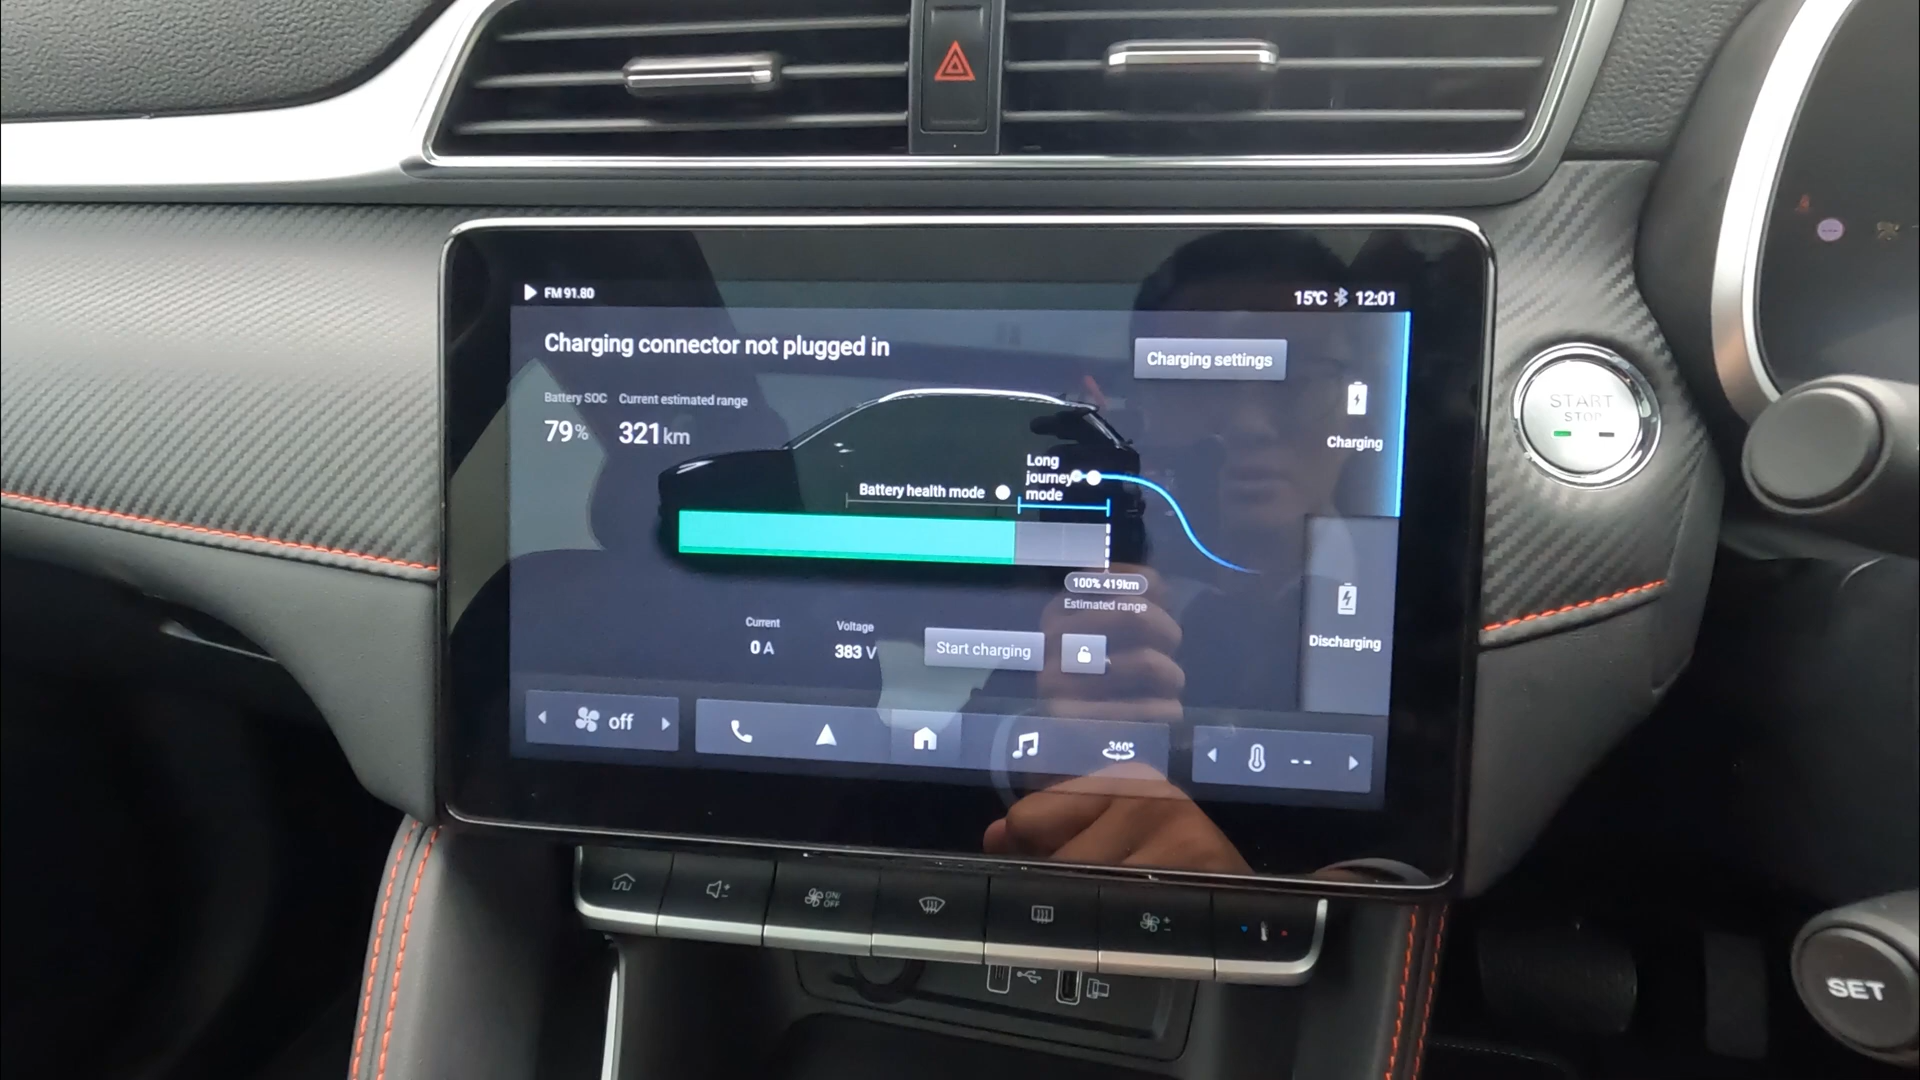 FM 91.80
15℃ 12:01
Charging connector not plugged in
Charging settings
Battery SOC
Current estimated range
79%
321km
Charging
Battery health mode
Long
journey
mode
100% 419km
Estimated range
Current
0 A
Voltage
383 V
Start charging
Discharging
off
360°
--
START
STOP
ON/
OFF
SET